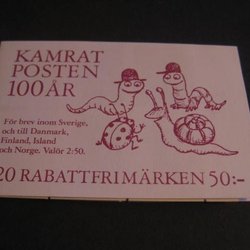 KAMRAT
POSTEN
100 ÅR
För brev inom Sverige,
och till Danmark,
Finland, Island
och Norge. Valör 2:50.
20 RABATTFRIMÄRKEN 50:-